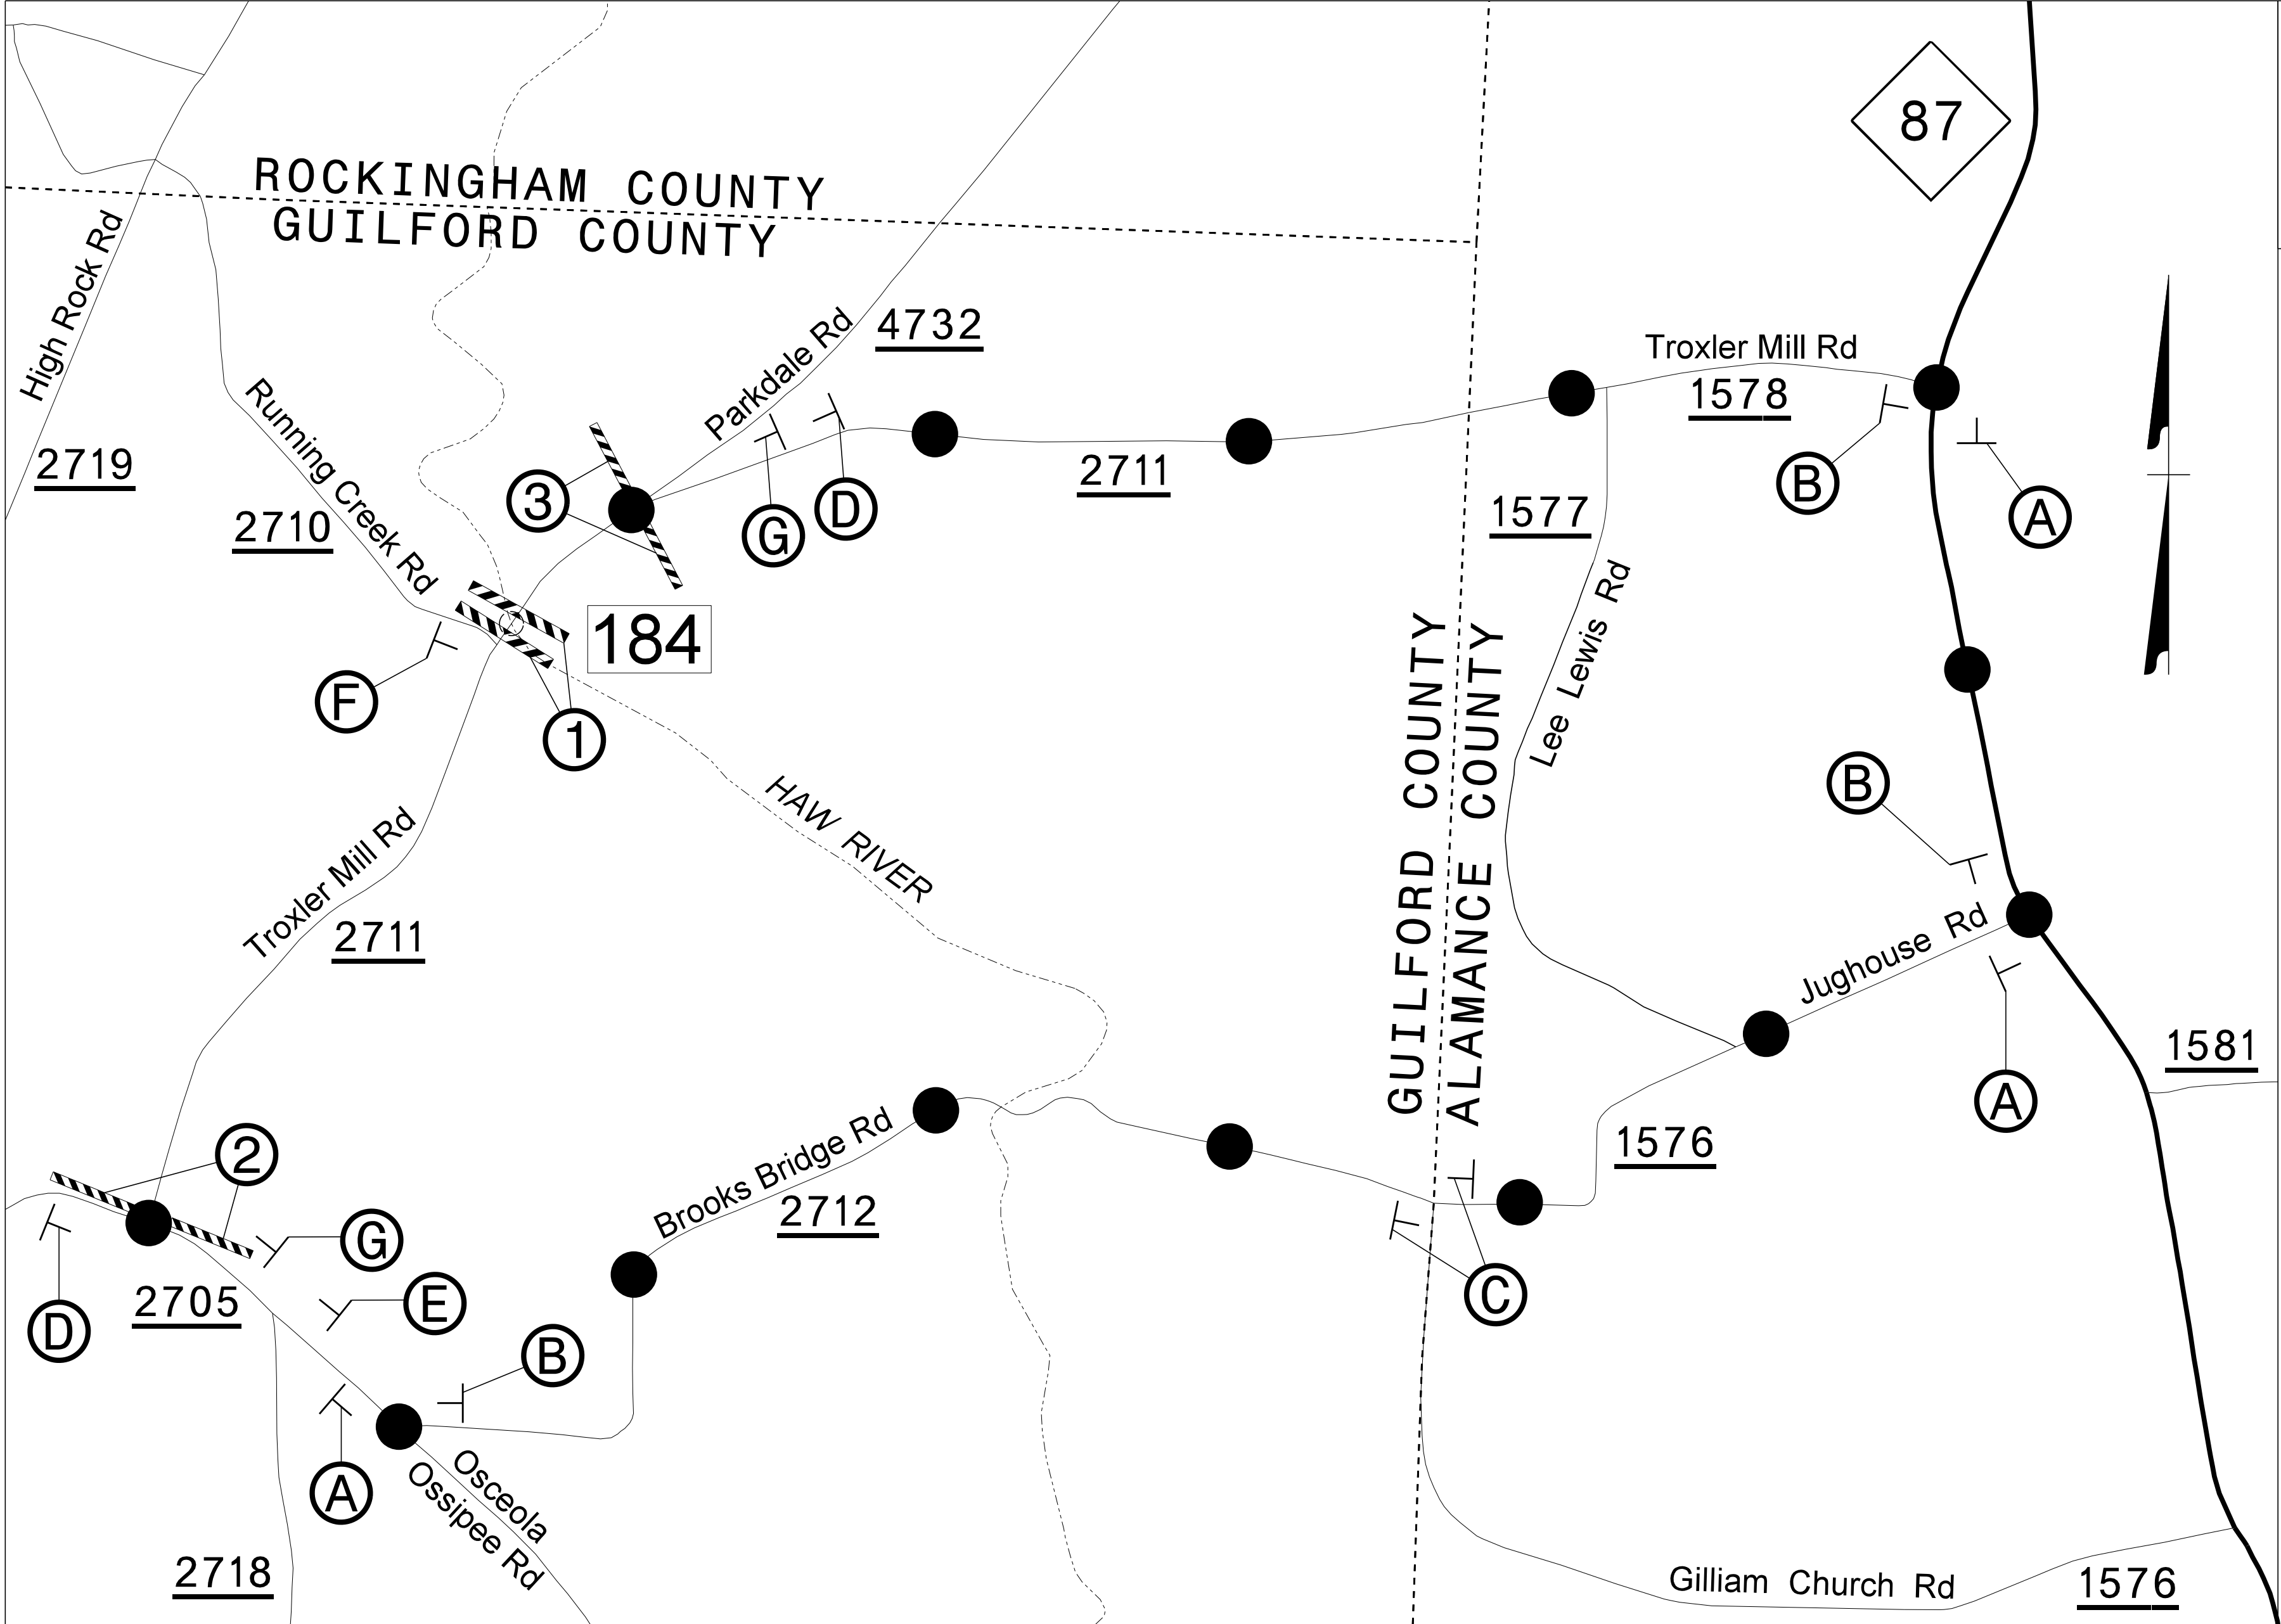 87
ROCKINGHAM COUNTY
GUILFORD COUNTY
High Rock Rd
4732
Parkdale Rd
Troxler Mill Rd
1578
Running Creek Rd
2719
2710
3
G
D
2711
1577
B
A
184
F
1
Lee Lewis Rd
GUILFORD COUNTY
ALAMANCE COUNTY
HAW RIVER
B
Troxler Mill Rd
2711
Jughouse Rd
1581
A
2
Brooks Bridge Rd
2712
1576
G
E
2705
D
C
B
A
Osceola
Ossipee Rd
2718
Gilliam Church Rd
1576